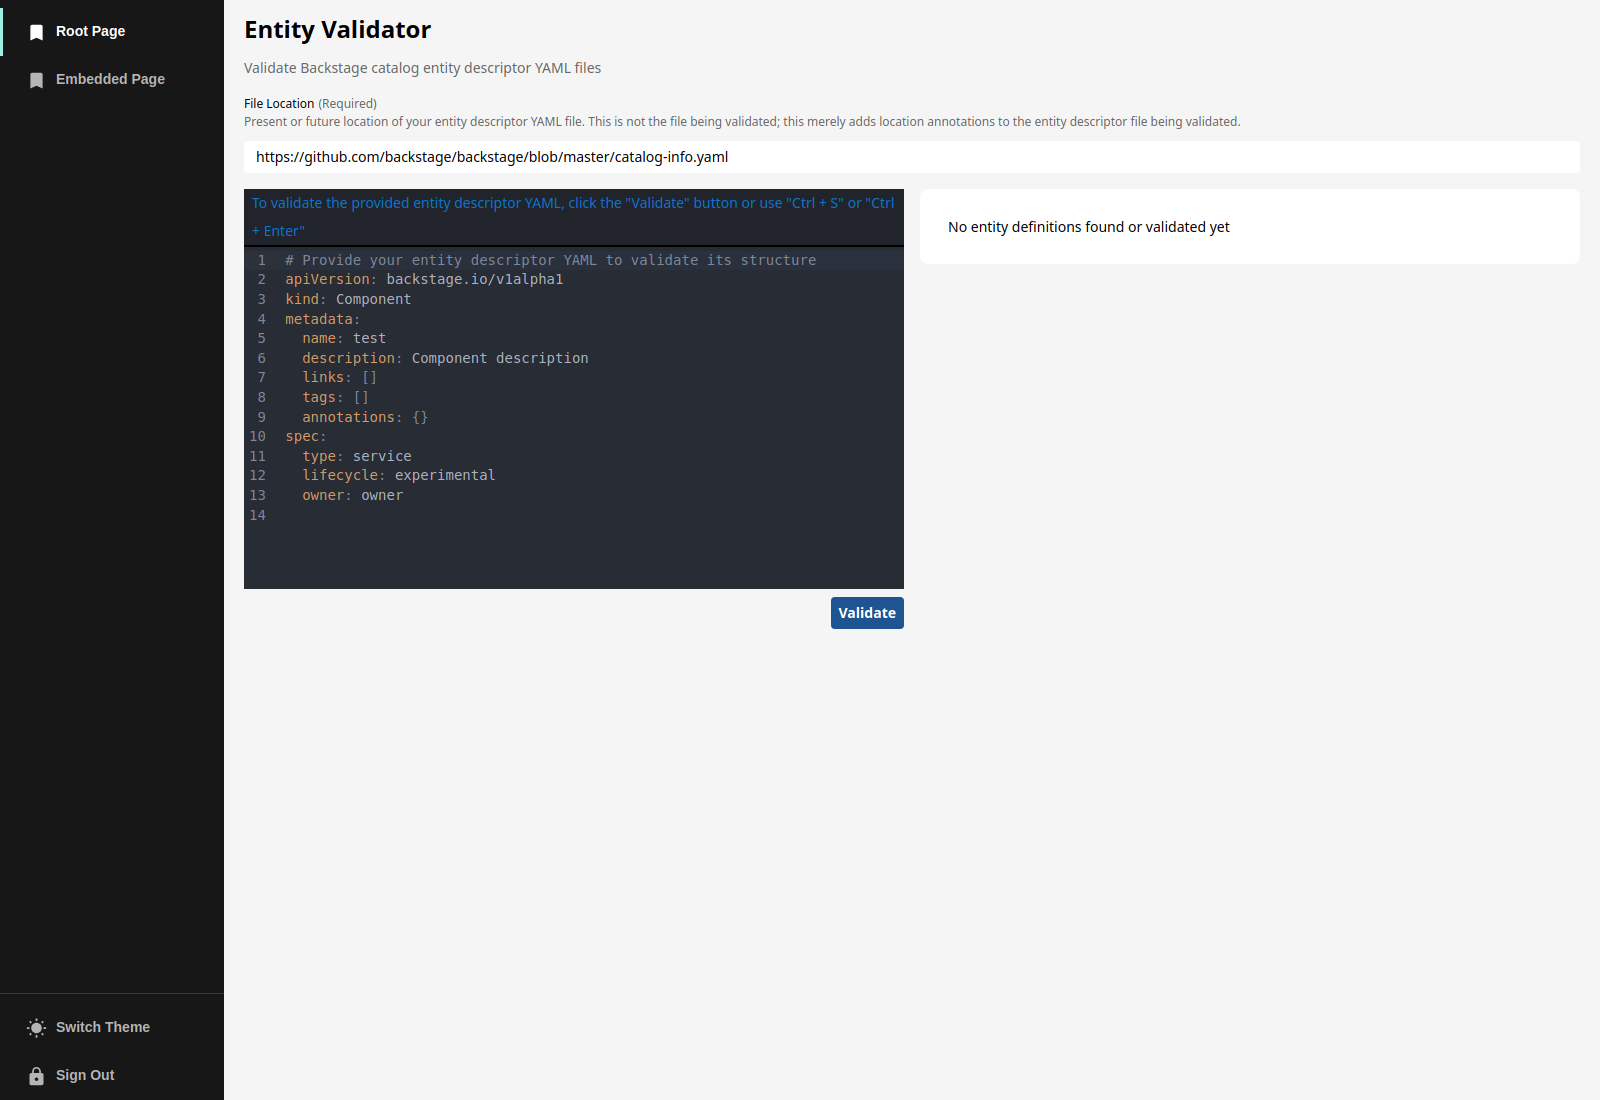 Root Page
Embedded Page
Switch Theme
Sign Out
Entity Validator
Validate Backstage catalog entity descriptor YAML files
File Location (Required)
Present or future location of your entity descriptor YAML file. This is not the file being validated; this merely adds location annotations to the entity descriptor file being validated.
https://github.com/backstage/backstage/blob/master/catalog-info.yaml
To validate the provided entity descriptor YAML, click the "Validate" button or use "Ctrl + S" or "Ctrl
+ Enter"
1 # Provide your entity descriptor YAML to validate its structure
2 apiVersion: backstage.io/v1alpha1
3 kind: Component
4 metadata:
5   name: test
6   description: Component description
7   links: []
8   tags: []
9   annotations: {}
10 spec:
11   type: service
12   lifecycle: experimental
13   owner: owner
14
Validate
No entity definitions found or validated yet